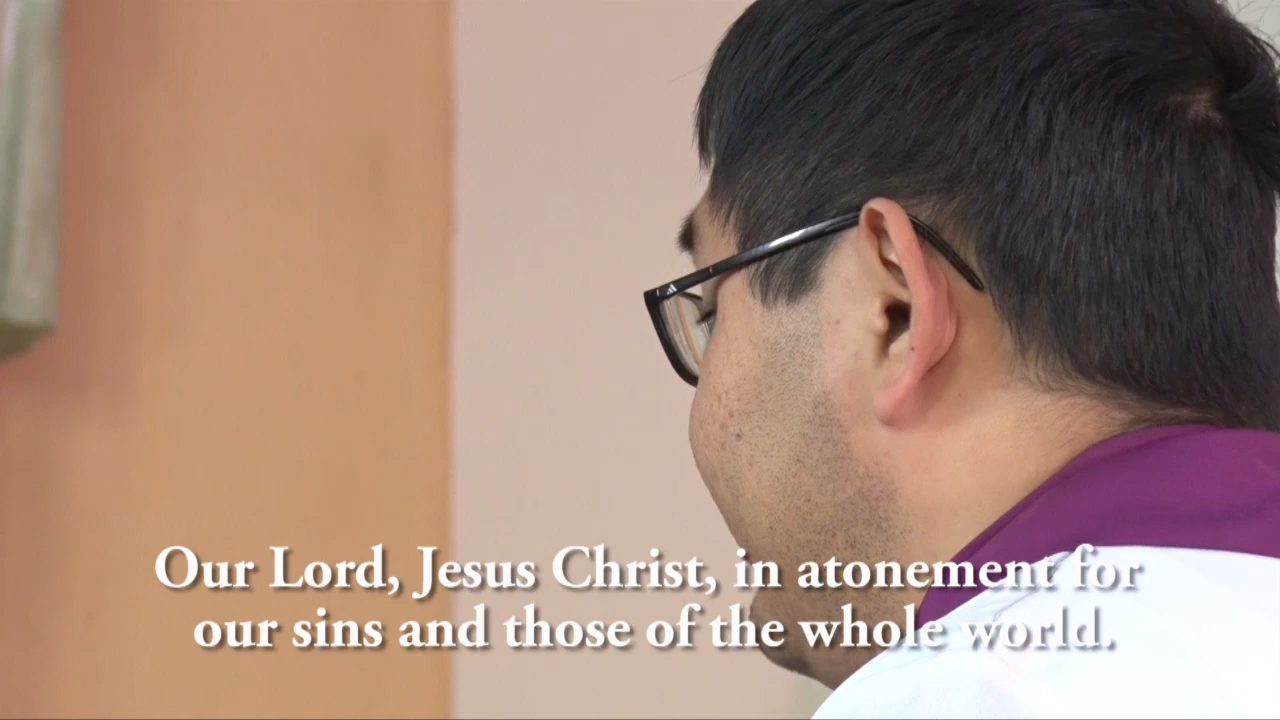 Our Lord, Jesus Christ, in atonement for
our sins and those of the whole world.